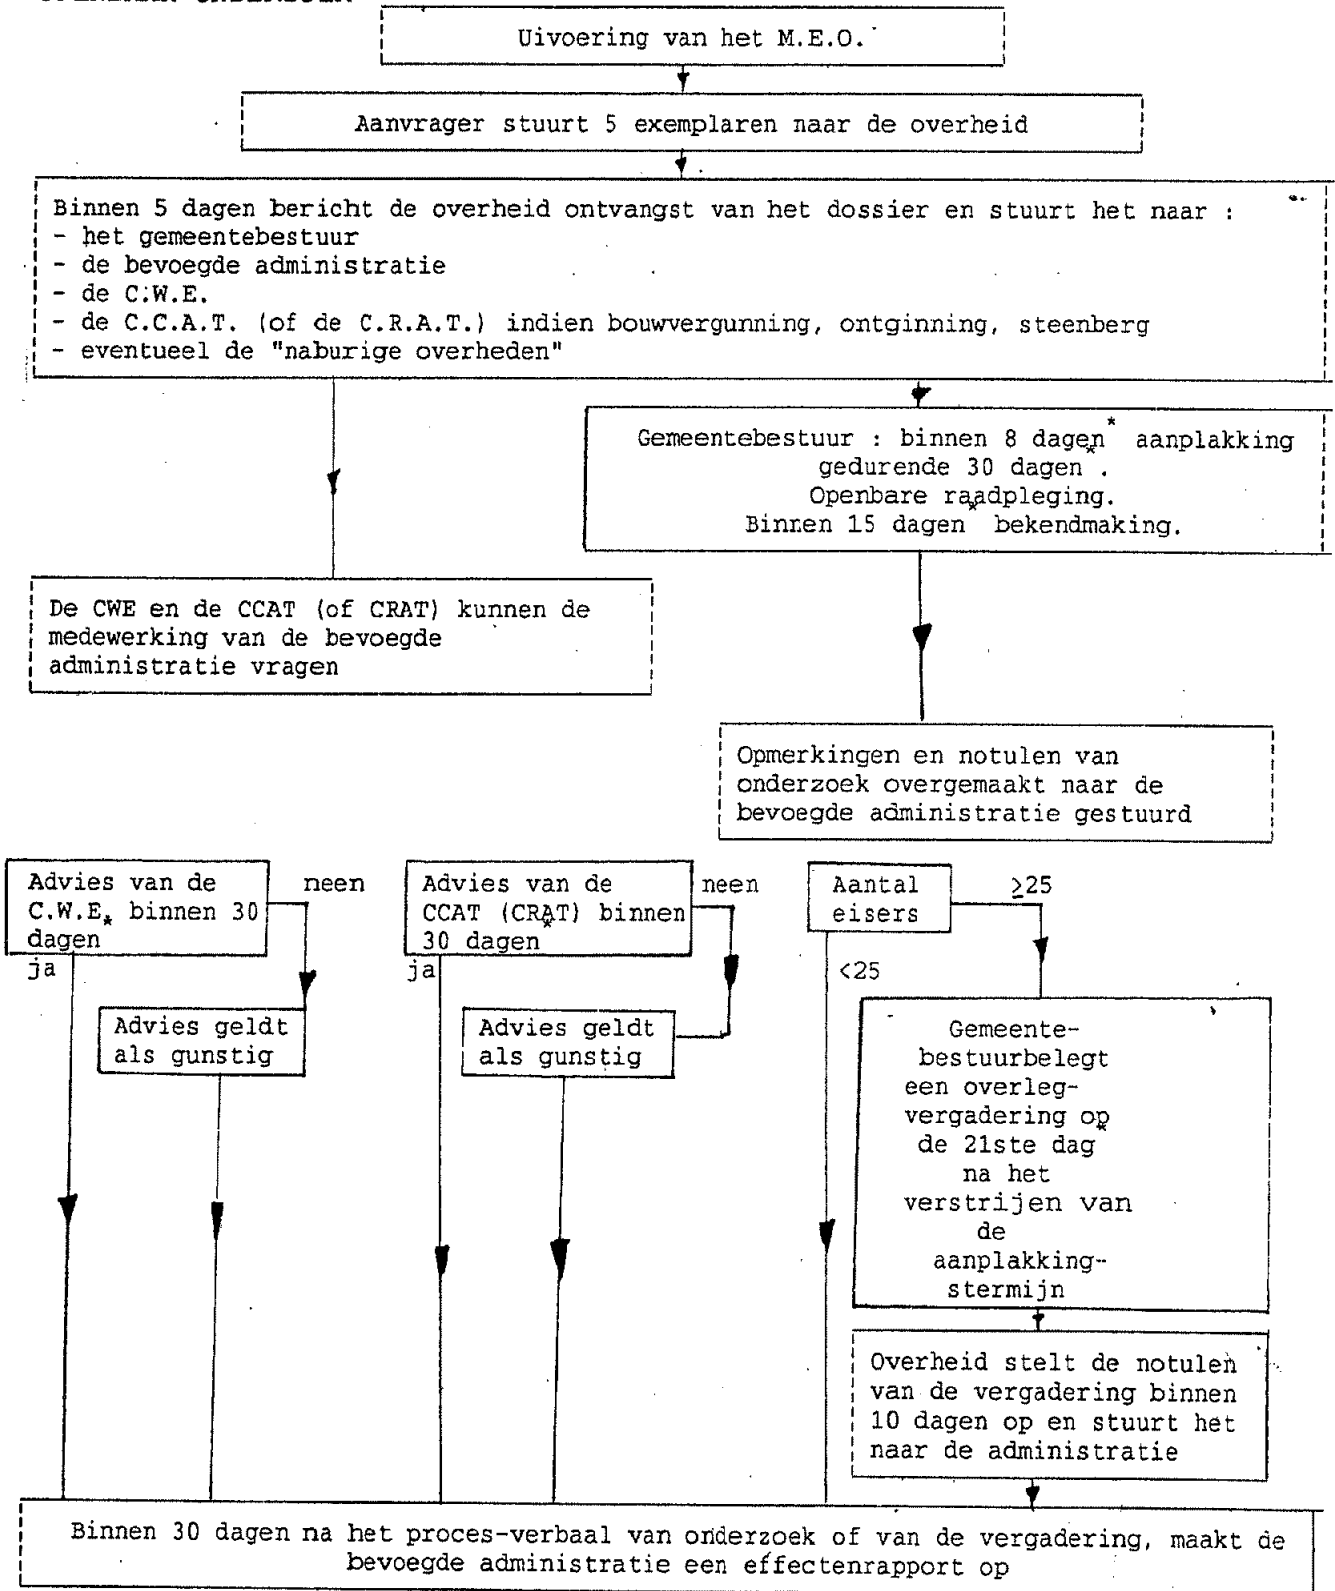 Uivoering van het M.E.O.
Aanvrager stuurt 5 exemplaren naar de overheid
Binnen 5 dagen bericht de overheid ontvangst van het dossier en stuurt het naar :
- het gemeentebestuur
- de bevoegde administratie
- de C.W.E.
- de C.C.A.T. (of de C.R.A.T.) indien bouwvergunning, ontginning, steenberg
- eventueel de "naburige overheden"
Gemeentebestuur : binnen 8 dagen* aanplakking
gedurende 30 dagen*.
Openbare raadpleging.
Binnen 15 dagen* bekendmaking.
De CWE en de CCAT (of CRAT) kunnen de
medewerking van de bevoegde
administratie vragen
Opmerkingen en notulen van
onderzoek overgemaakt naar de
bevoegde administratie gestuurd
Advies van de
C.W.E. binnen 30
dagen*
neen
ja
Advies geldt
als gunstig
Advies van de
CCAT (CRAT) binnen
30 dagen*
neen
ja
Advies geldt
als gunstig
Aantal
eisers
≥25
<25
Gemeente-
bestuurbelegt
een overleg-
vergadering op
de 21ste dag*
na het
verstrijen van
de
aanplakking-
stermijn
Overheid stelt de notulen
van de vergadering binnen
10 dagen op en stuurt het
naar de administratie
Binnen 30 dagen na het proces-verbaal van onderzoek of van de vergadering, maakt de
bevoegde administratie een effectenrapport op